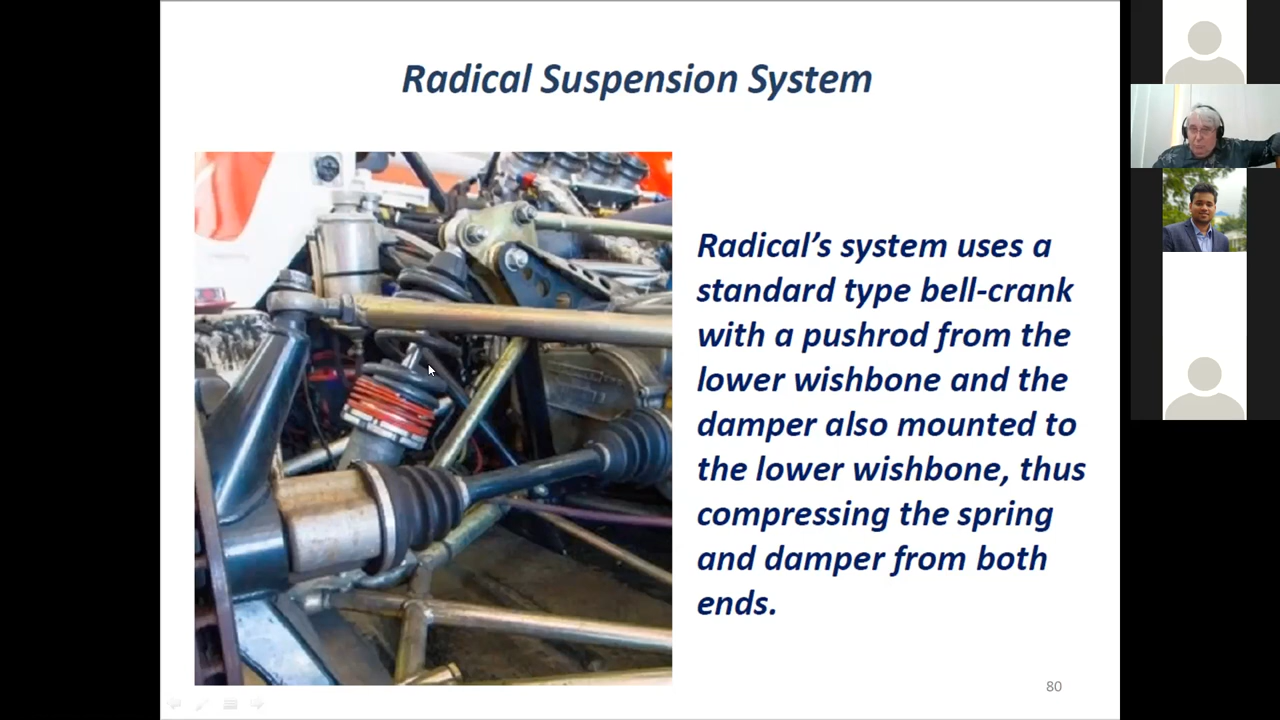 Radical Suspension System
Radical’s system uses a
standard type bell-crank
with a pushrod from the
lower wishbone and the
damper also mounted to
the lower wishbone, thus
compressing the spring
and damper from both
ends.
80